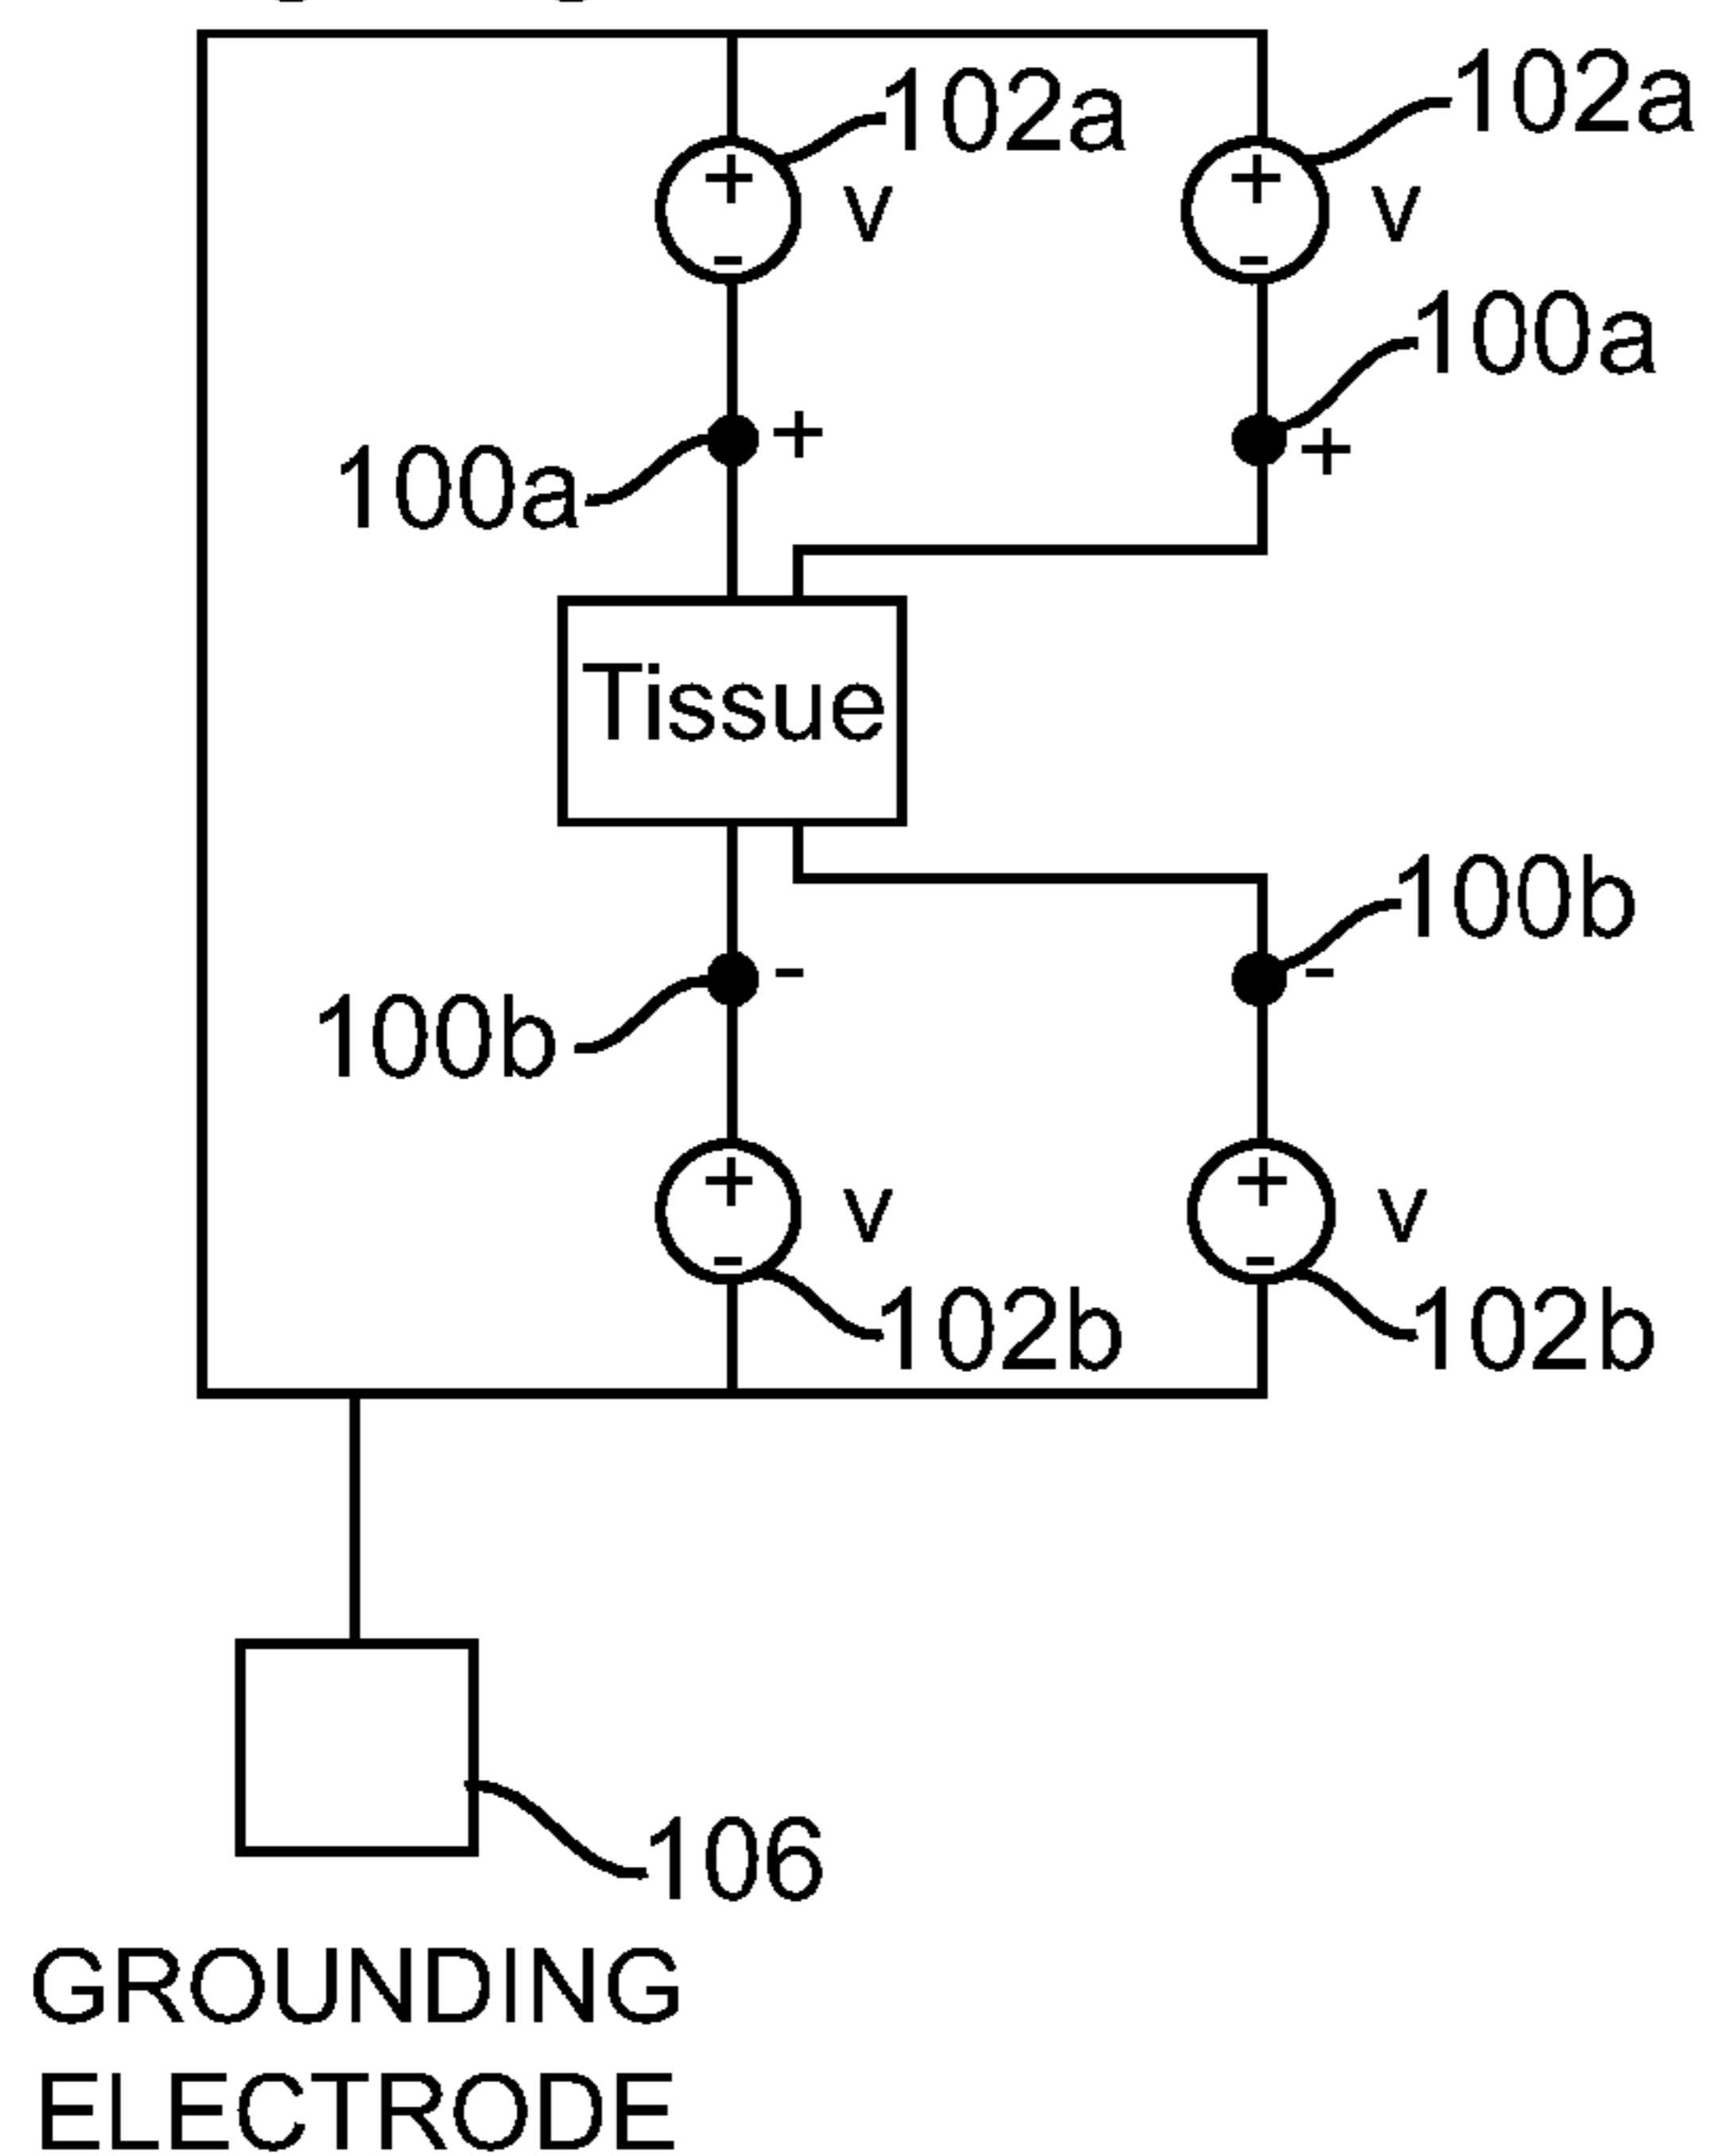 102a
102a
+
v
-
+
v
-
100a
+
100a
+
Tissue
100b
-
100b
-
+
v
-
+
v
-
102b
102b
106
GROUNDING
ELECTRODE